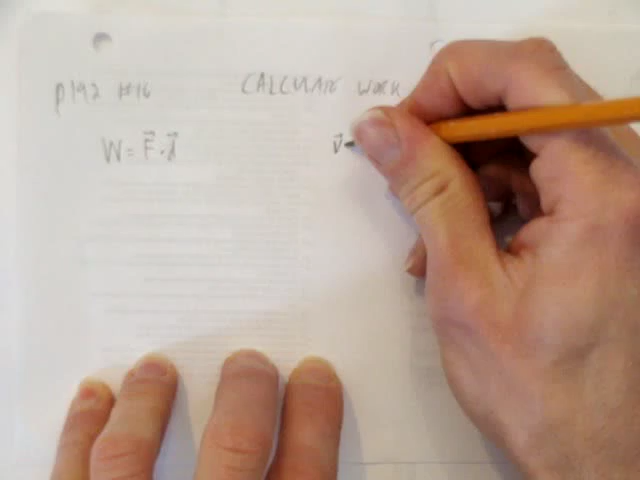 p192 #16 CALCULATE WORK
W = F⃗ · d⃗ v⃗